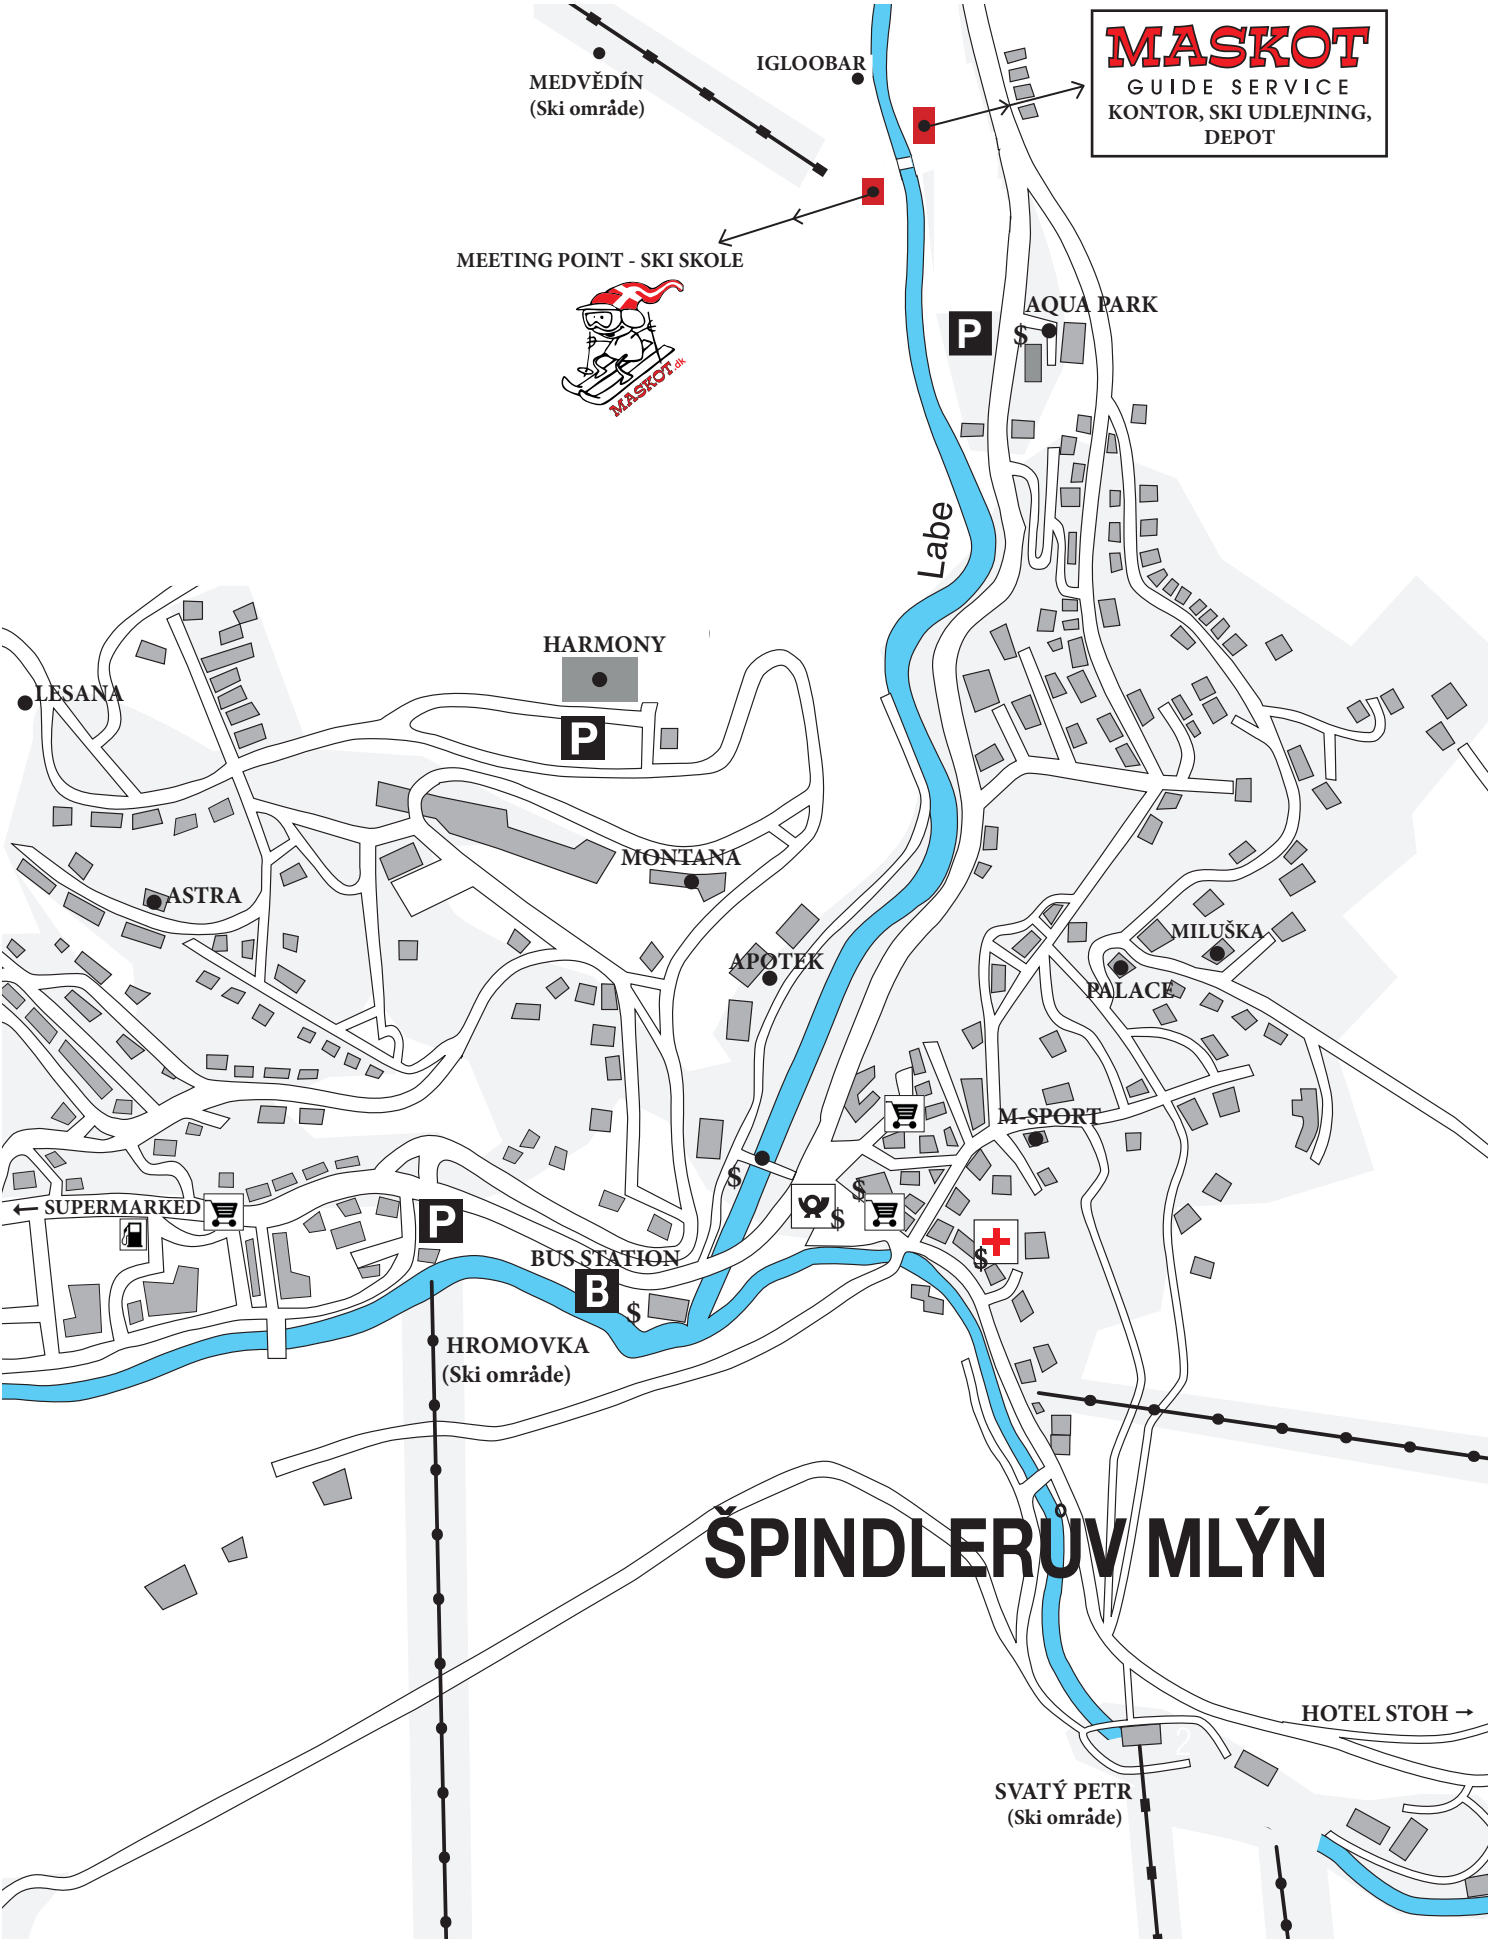 MASKOT
GUIDE SERVICE
KONTOR, SKI UDLEJNING,
DEPOT
IGLOOBAR
MEDVĚDÍN
(Ski område)
MEETING POINT - SKI SKOLE
MASKOT.dk
AQUA PARK
P
$
Labe
HARMONY
P
LESANA
MONTANA
ASTRA
APOTEK
MILUŠKA
PALACE
M-SPORT
$
$
$
← SUPERMARKED
P
$
BUS STATION
B
$
HROMOVKA
(Ski område)
ŠPINDLERŮV MLÝN
HOTEL STOH →
2
SVATÝ PETR
(Ski område)